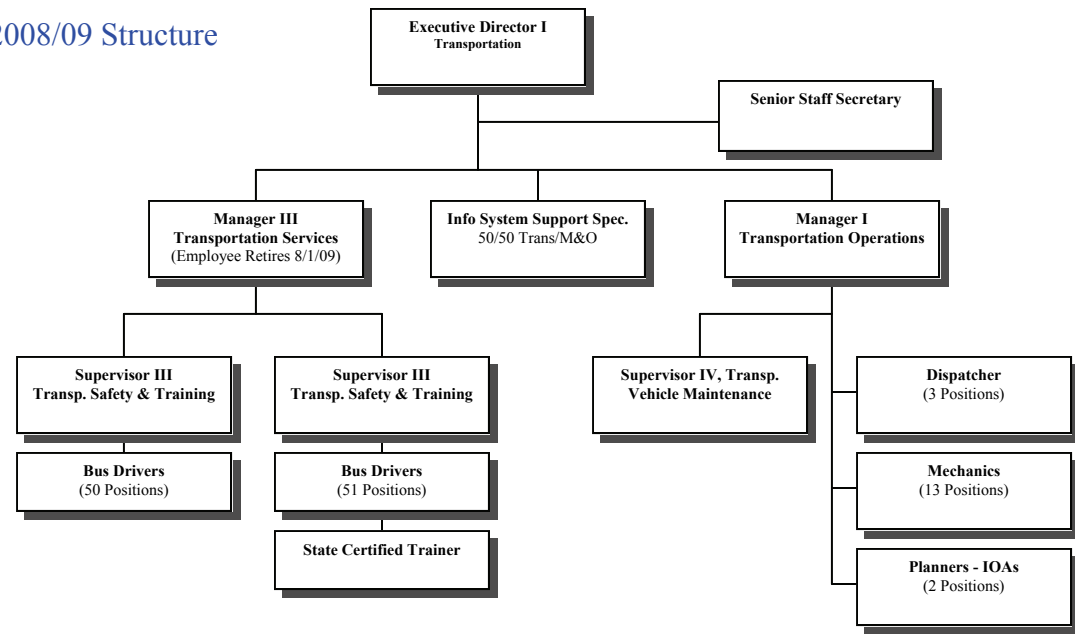 2008/09 Structure
Executive Director I
Transportation
Senior Staff Secretary
Manager III
Transportation Services
(Employee Retires 8/1/09)
Info System Support Spec.
50/50 Trans/M&O
Manager I
Transportation Operations
Supervisor III
Transp. Safety & Training
Supervisor III
Transp. Safety & Training
Supervisor IV, Transp.
Vehicle Maintenance
Dispatcher
(3 Positions)
Bus Drivers
(50 Positions)
Bus Drivers
(51 Positions)
Mechanics
(13 Positions)
State Certified Trainer
Planners - IOAs
(2 Positions)